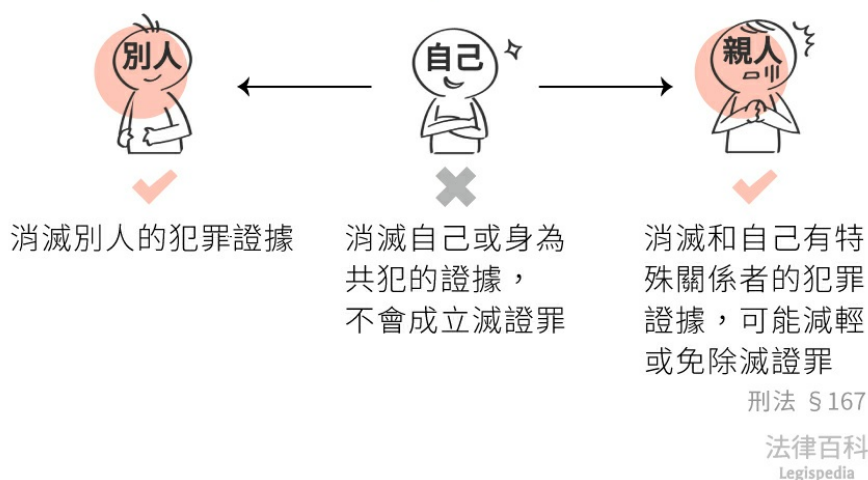 別人
自己
親人
消滅別人的犯罪證據
消滅自己或身為
共犯的證據，
不會成立滅證罪
消滅和自己有特
殊關係者的犯罪
證據，可能減輕
或免除滅證罪
刑法 §167
法律百科
Legispedia